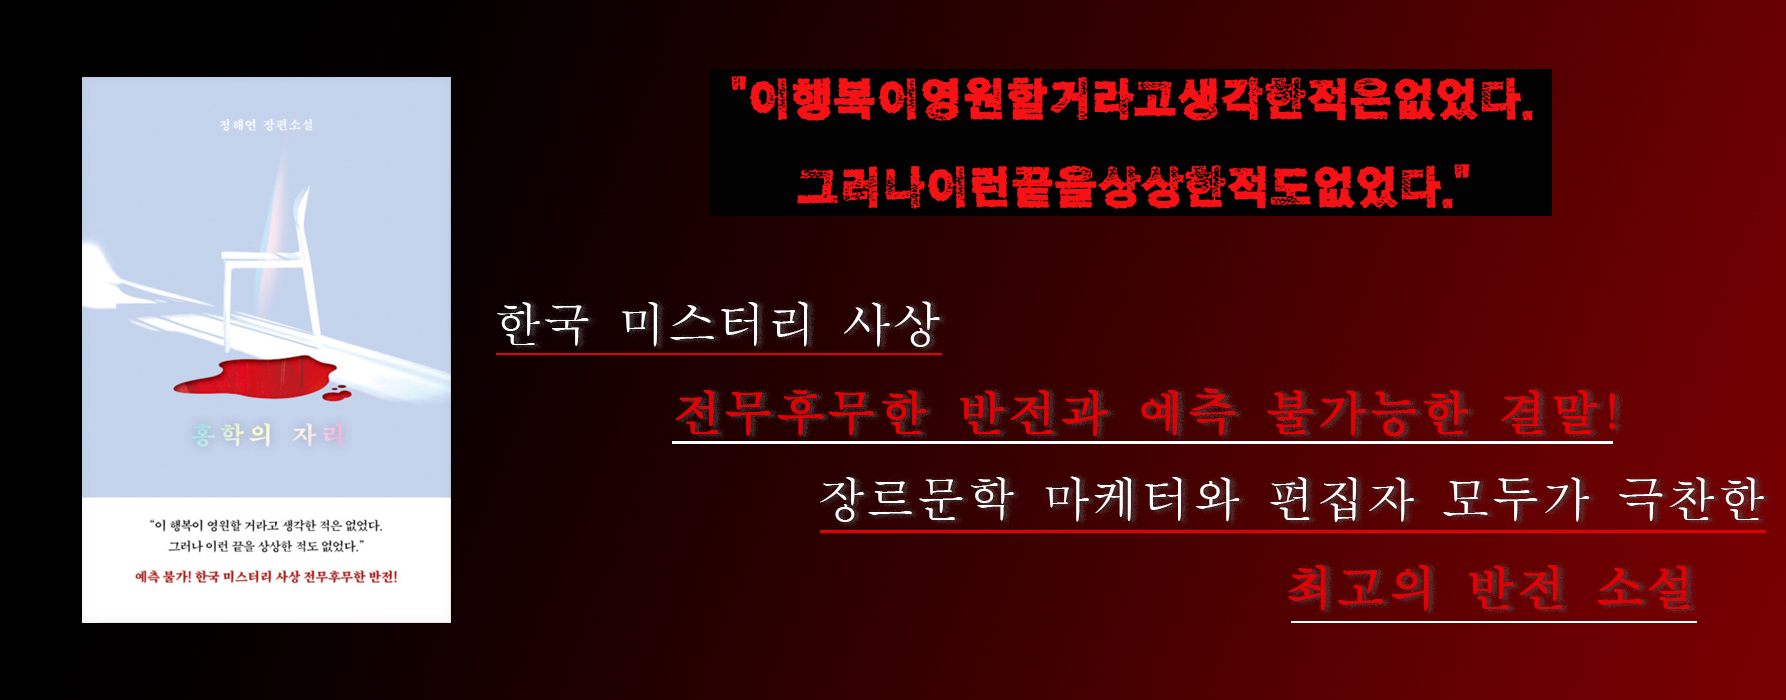 정해연 장편소설
홍학의 자리
“이 행복이 영원할 거라고 생각한 적은 없었다.
그러나 이런 끝을 상상한 적도 없었다.”
예측 불가! 한국 미스터리 사상 전무후무한 반전!
"이행복이영원할거라고생각한적은없었다.
그러나이런끝을상상한적도없었다."
한국 미스터리 사상
전무후무한 반전과 예측 불가능한 결말!
장르문학 마케터와 편집자 모두가 극찬한
최고의 반전 소설